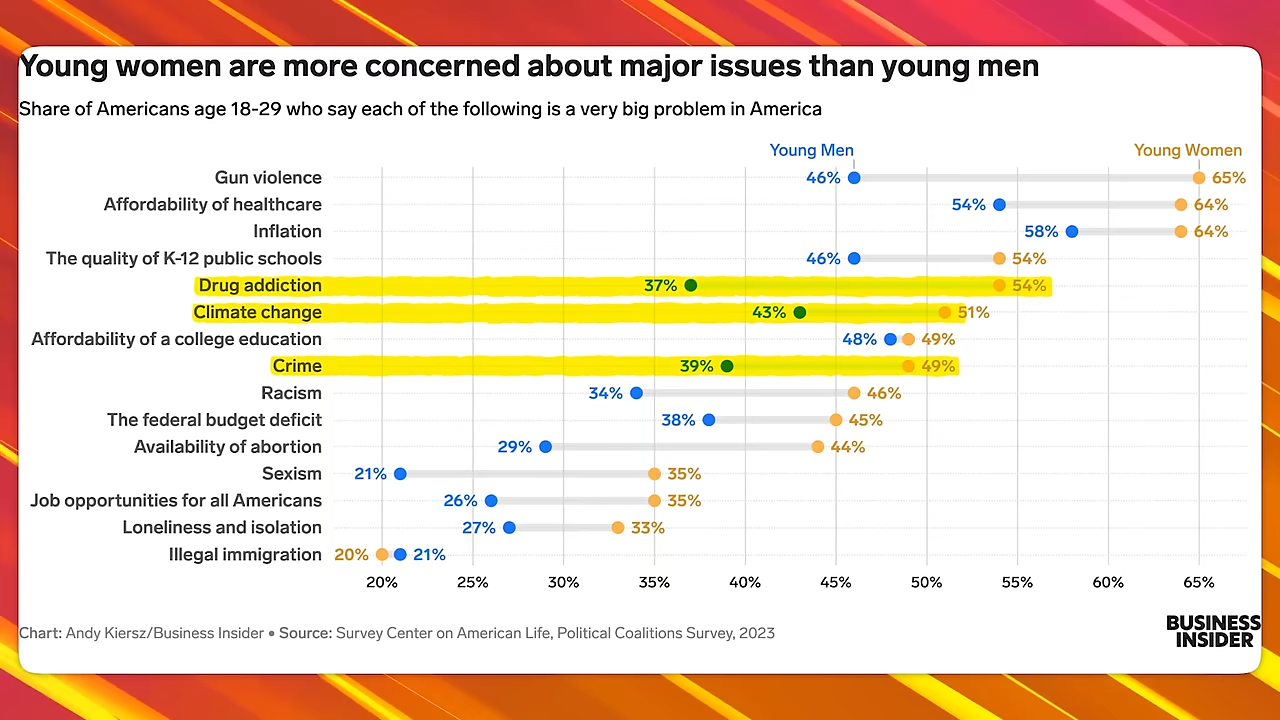 Young women are more concerned about major issues than young men
Share of Americans age 18-29 who say each of the following is a very big problem in America
Young Men Young Women
Gun violence 46% 65%
Affordability of healthcare 54% 64%
Inflation 58% 64%
The quality of K-12 public schools 46% 54%
Drug addiction 37% 54%
Climate change 43% 51%
Affordability of a college education 48% 49%
Crime 39% 49%
Racism 34% 46%
The federal budget deficit 38% 45%
Availability of abortion 29% 44%
Sexism 21% 35%
Job opportunities for all Americans 26% 35%
Loneliness and isolation 27% 33%
Illegal immigration 20% 21%
20% 25% 30% 35% 40% 45% 50% 55% 60% 65%
Chart: Andy Kiersz/Business Insider • Source: Survey Center on American Life, Political Coalitions Survey, 2023
BUSINESS
INSIDER